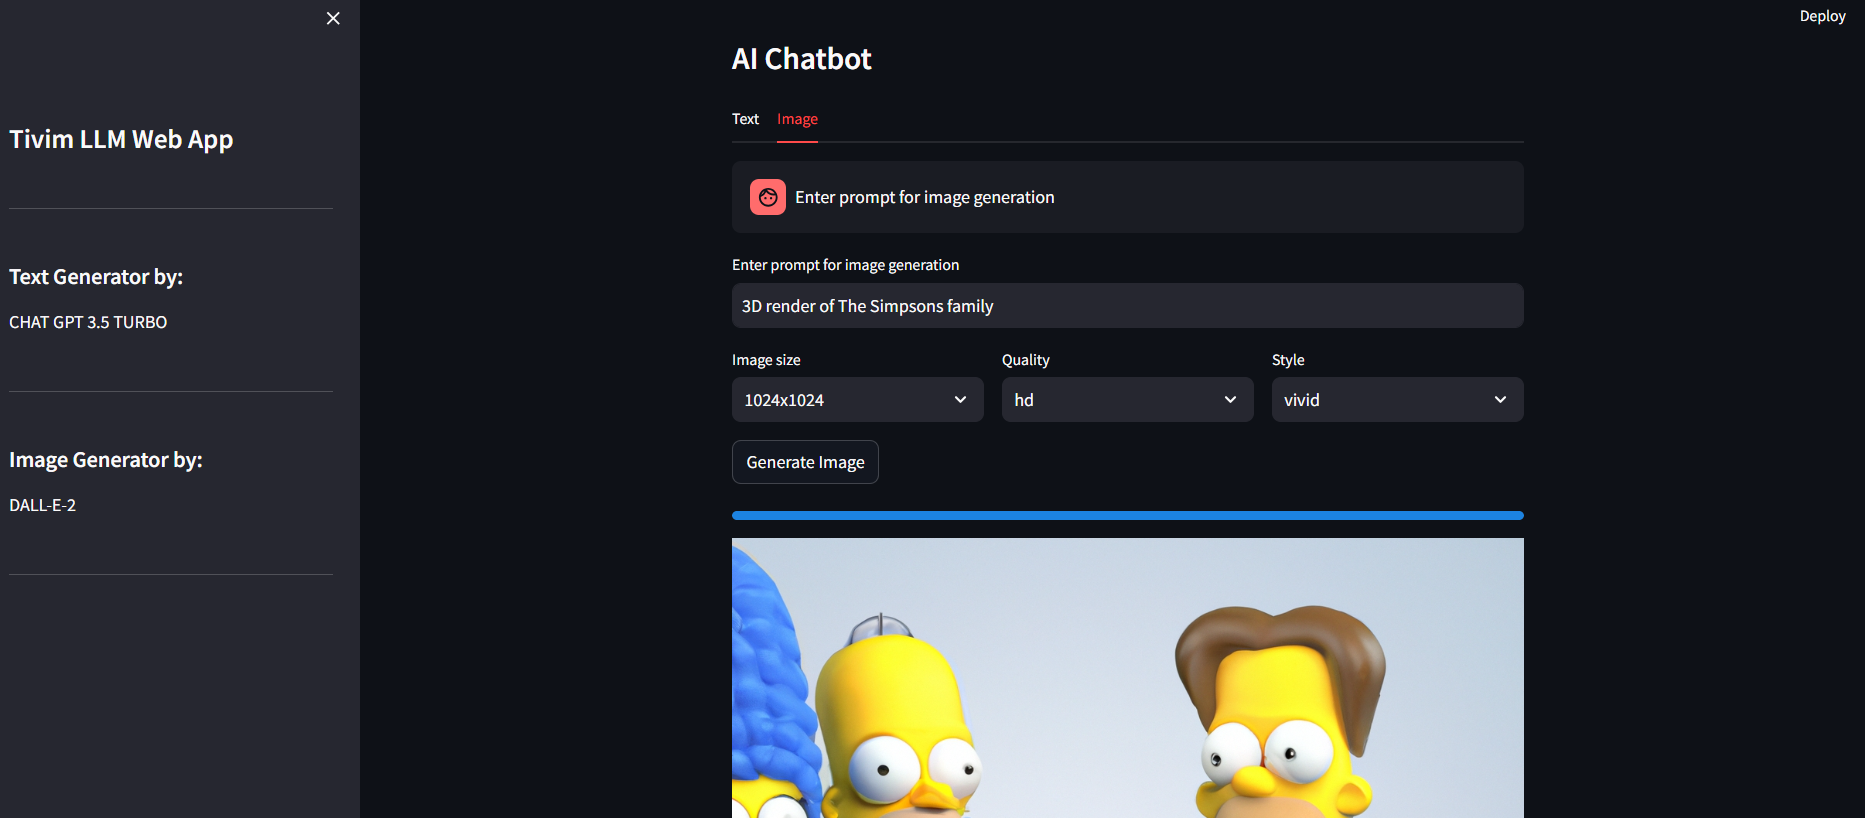 Deploy
Tivim LLM Web App
Text Generator by:
CHAT GPT 3.5 TURBO
Image Generator by:
DALL-E-2
AI Chatbot
Text Image
Enter prompt for image generation
Enter prompt for image generation
3D render of The Simpsons family
Image size Quality Style
1024x1024 hd vivid
Generate Image